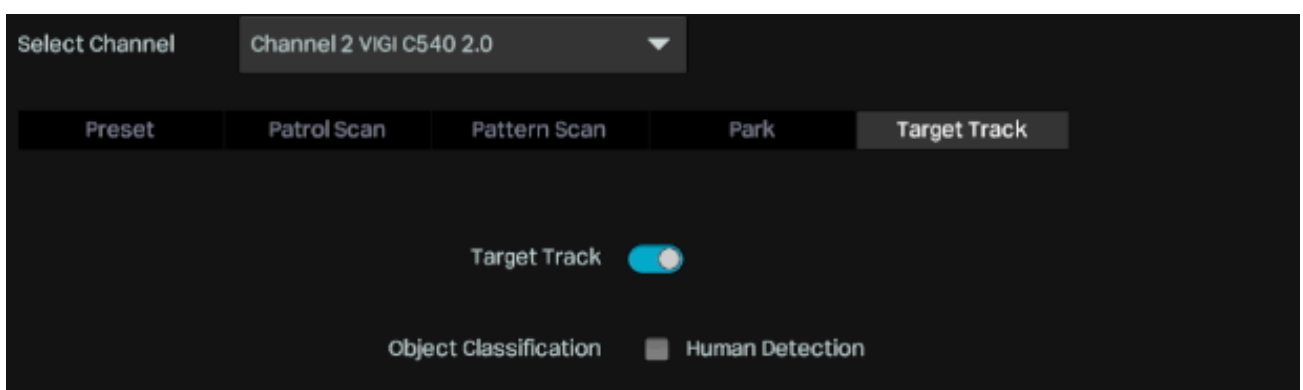 Select Channel Channel 2 VIGI C540 2.0
Preset Patrol Scan Pattern Scan Park Target Track
Target Track
Object Classification Human Detection